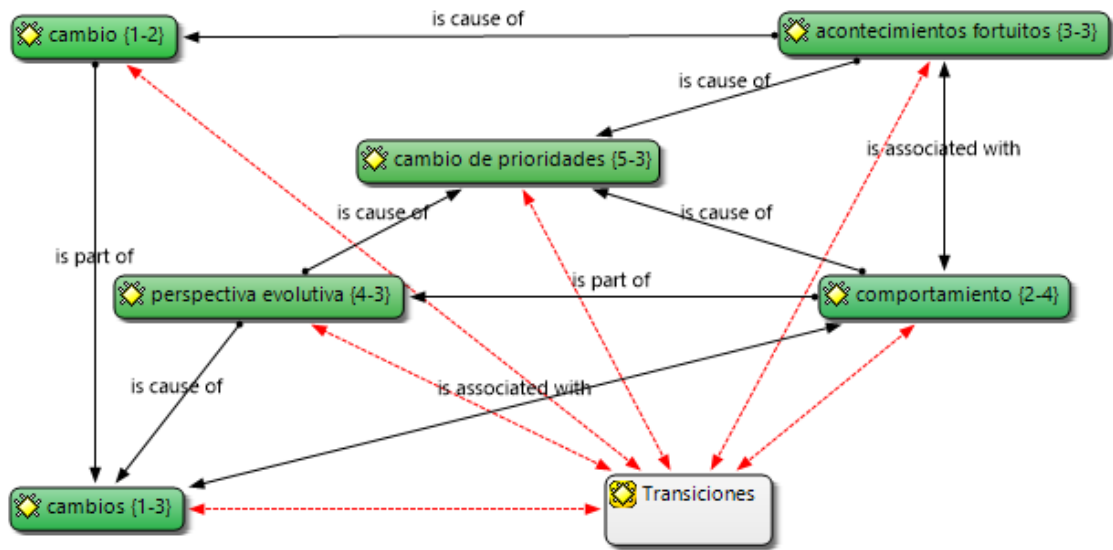 cambio {1-2}
is cause of
acontecimientos fortuitos {3-3}
is cause of
cambio de prioridades {5-3}
is associated with
is cause of
is cause of
is part of
is part of
perspectiva evolutiva {4-3}
comportamiento {2-4}
is cause of
is associated with
cambios {1-3}
Transiciones